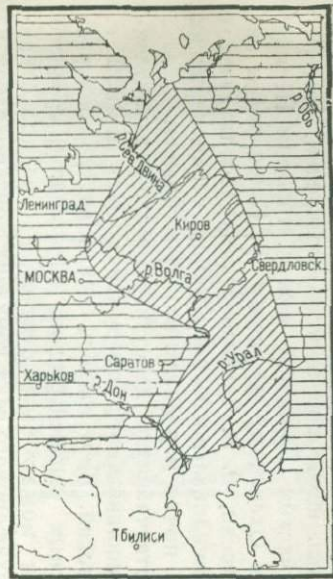 р. Обь
р. Сев. Двина
Ленинград
Киров
МОСКВА
р. Волга
Свердловск
Саратов
р. Урал
Харьков
р. Дон
Тбилиси